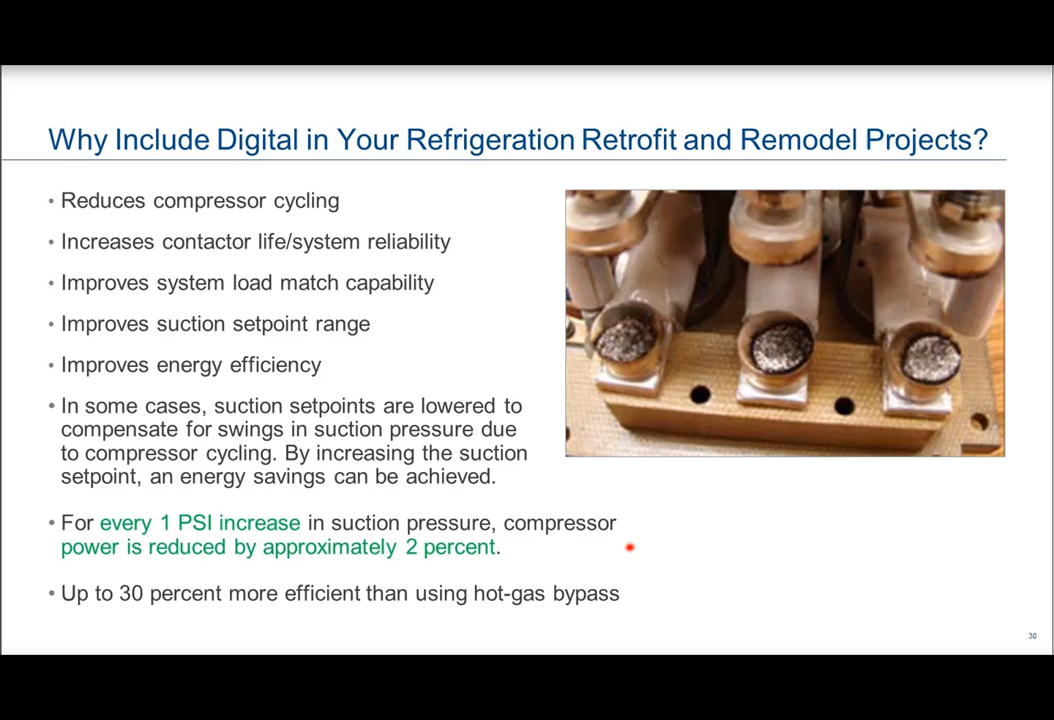 Why Include Digital in Your Refrigeration Retrofit and Remodel Projects?
• Reduces compressor cycling
• Increases contactor life/system reliability
• Improves system load match capability
• Improves suction setpoint range
• Improves energy efficiency
• In some cases, suction setpoints are lowered to
compensate for swings in suction pressure due
to compressor cycling. By increasing the suction
setpoint, an energy savings can be achieved.
• For every 1 PSI increase in suction pressure, compressor
power is reduced by approximately 2 percent.
• Up to 30 percent more efficient than using hot-gas bypass
30